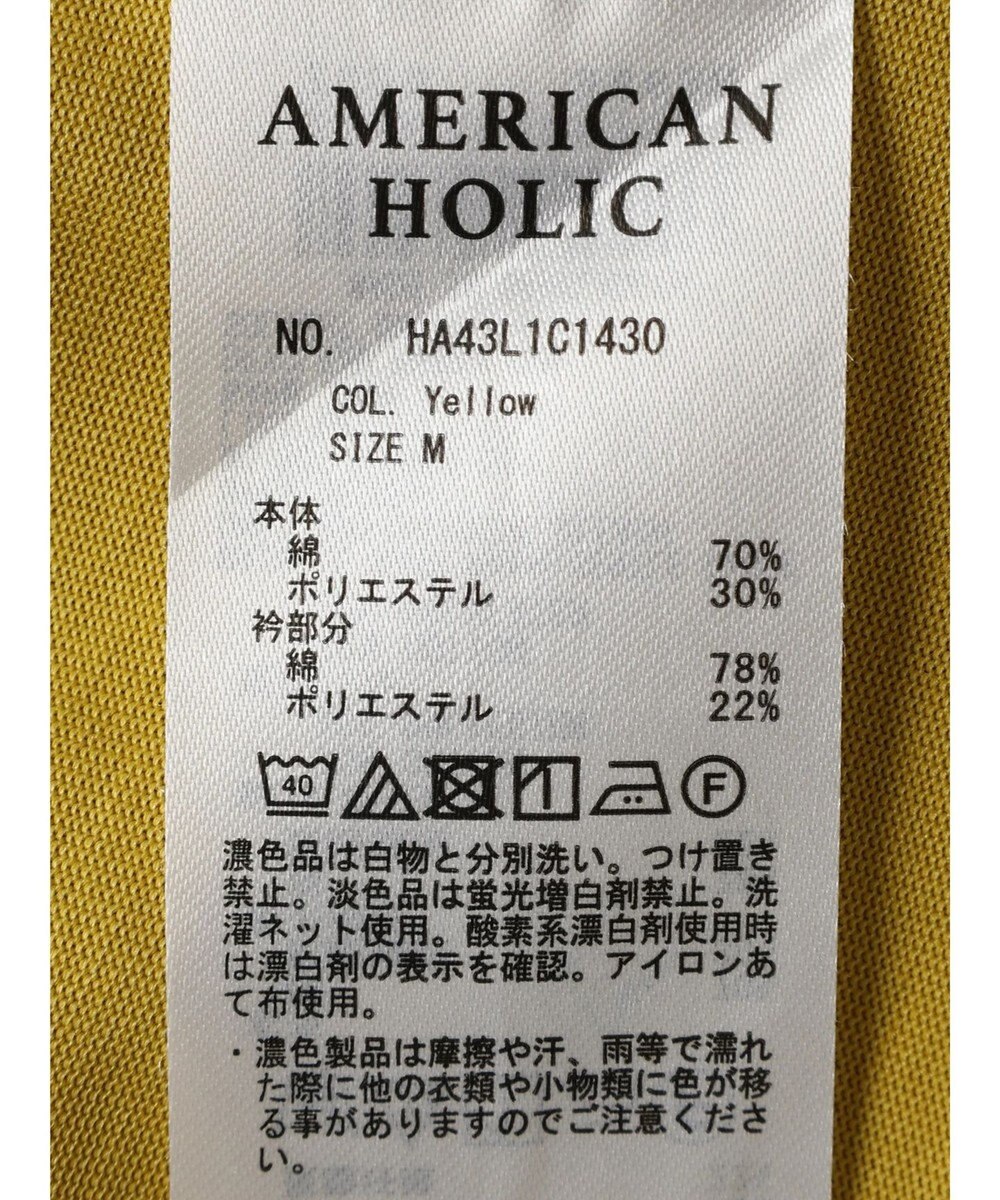 AMERICAN
HOLIC
NO. HA43L1C1430
COL. Yellow
SIZE M
本体
綿 70%
ポリエステル 30%
衿部分
綿 78%
ポリエステル 22%
40 F
濃色品は白物と分別洗い。つけ置き
禁止。淡色品は蛍光増白剤禁止。洗
濯ネット使用。酸素系漂白剤使用時
は漂白剤の表示を確認。アイロンあ
て布使用。
・濃色製品は摩擦や汗、雨等で濡れ
た際に他の衣類や小物類に色が移
る事がありますのでご注意くださ
い。